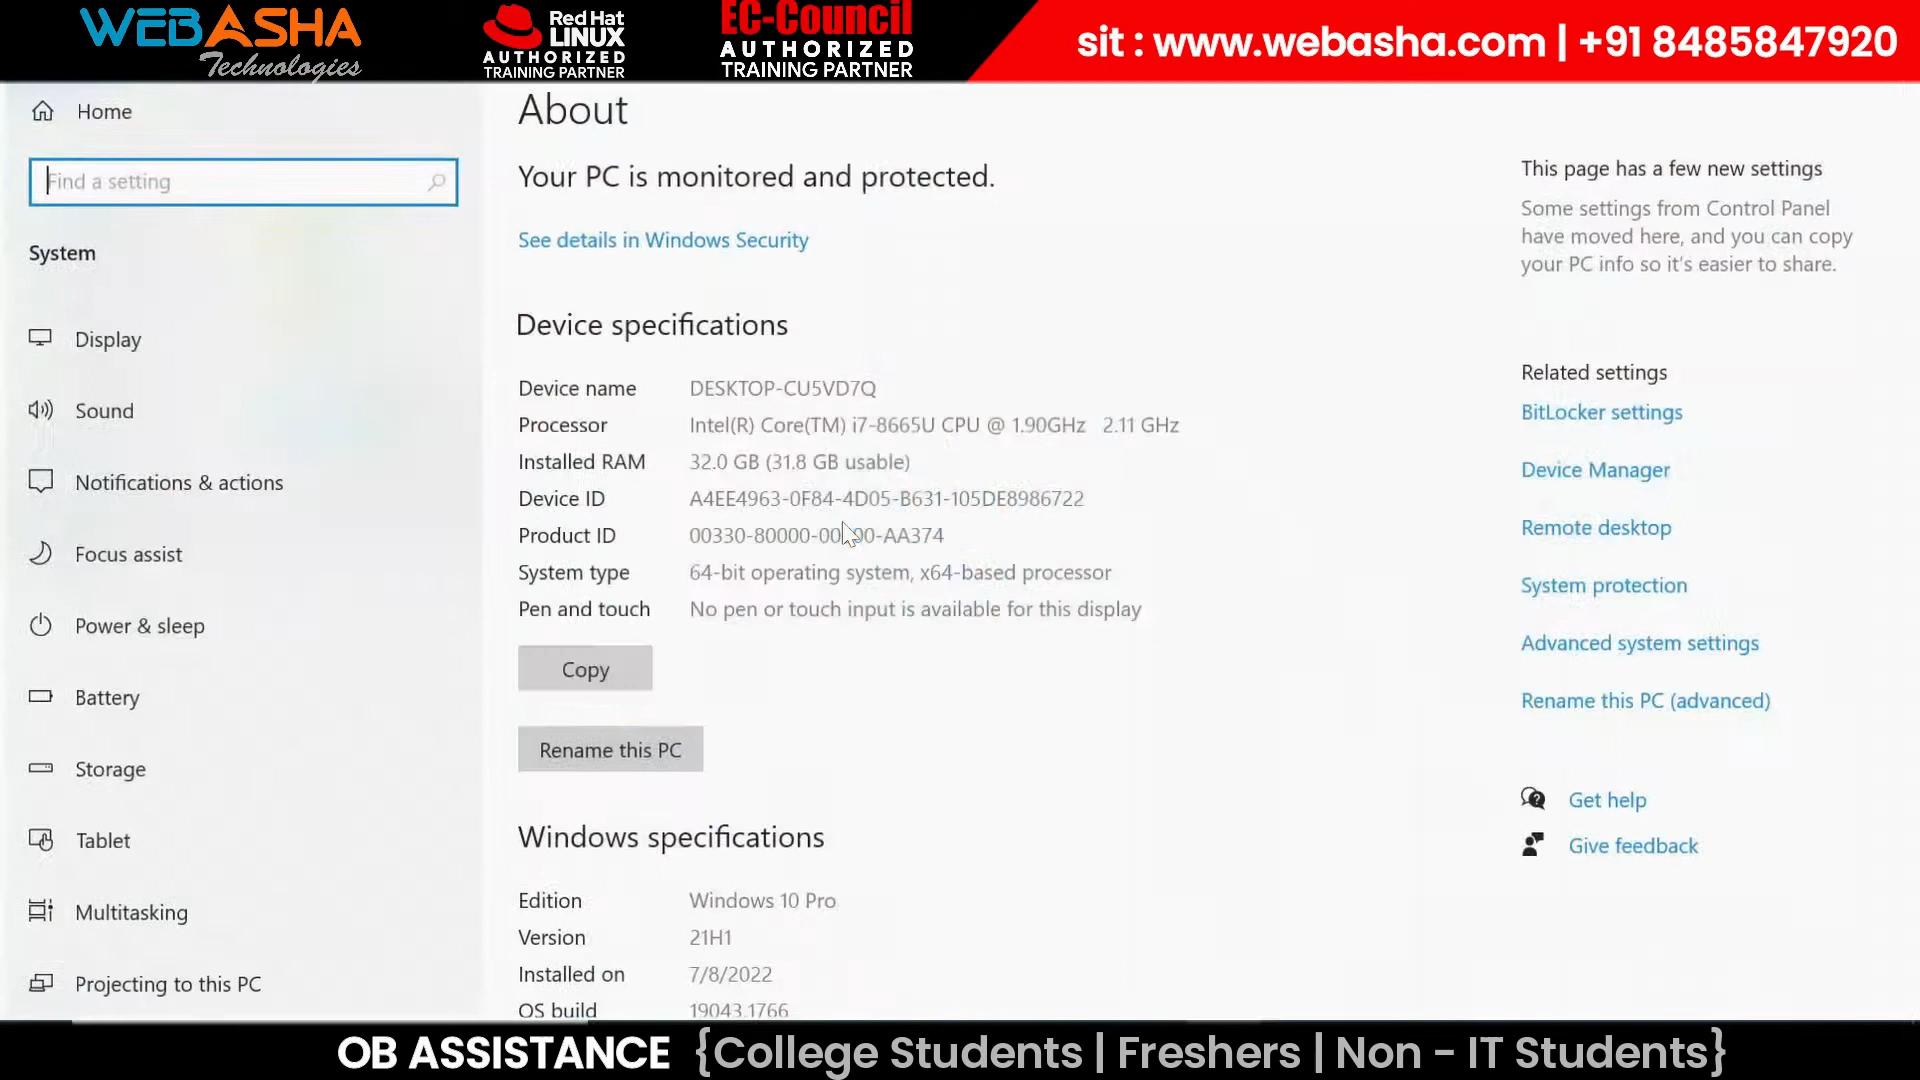 WEBASHA
Technologies
Red Hat
LINUX
AUTHORIZED
TRAINING PARTNER
EC-Council
AUTHORIZED
TRAINING PARTNER
sit : www.webasha.com | +91 8485847920
Home
Find a setting
System
Display
Sound
Notifications & actions
Focus assist
Power & sleep
Battery
Storage
Tablet
Multitasking
Projecting to this PC
About
Your PC is monitored and protected.
See details in Windows Security
Device specifications
Device name DESKTOP-CU5VD7Q
Processor Intel(R) Core(TM) i7-8665U CPU @ 1.90GHz 2.11 GHz
Installed RAM 32.0 GB (31.8 GB usable)
Device ID A4EE4963-0F84-4D05-B631-105DE8986722
Product ID
System type 64-bit operating system, x64-based processor
Pen and touch No pen or touch input is available for this display
Copy
Rename this PC
Windows specifications
Edition Windows 10 Pro
Version 21H1
Installed on 7/8/2022
OS build 19043.1766
This page has a few new settings
Some settings from Control Panel
have moved here, and you can copy
your PC info so it's easier to share.
Related settings
BitLocker settings
Device Manager
Remote desktop
System protection
Advanced system settings
Rename this PC (advanced)
Get help
Give feedback
OB ASSISTANCE {College Students | Freshers | Non - IT Students}